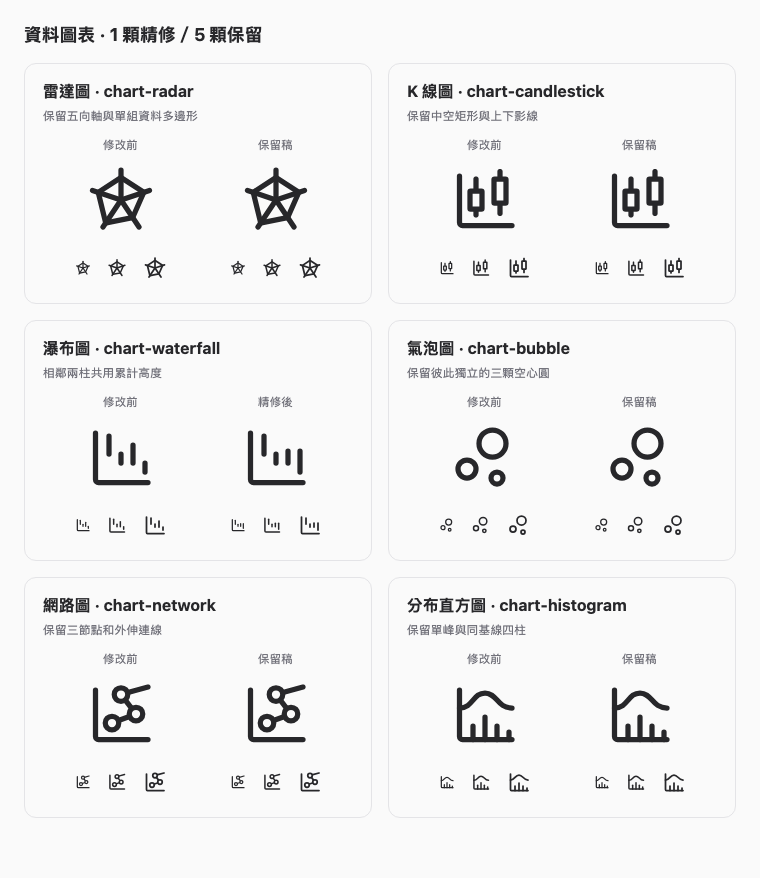 資料圖表 · 1 顆精修 / 5 顆保留
雷達圖 · chart-radar
保留五向軸與單組資料多邊形
修改前
保留稿
K 線圖 · chart-candlestick
保留中空矩形與上下影線
修改前
保留稿
瀑布圖 · chart-waterfall
相鄰兩柱共用累計高度
修改前
精修後
氣泡圖 · chart-bubble
保留彼此獨立的三顆空心圓
修改前
保留稿
網路圖 · chart-network
保留三節點和外伸連線
修改前
保留稿
分布直方圖 · chart-histogram
保留單峰與同基線四柱
修改前
保留稿